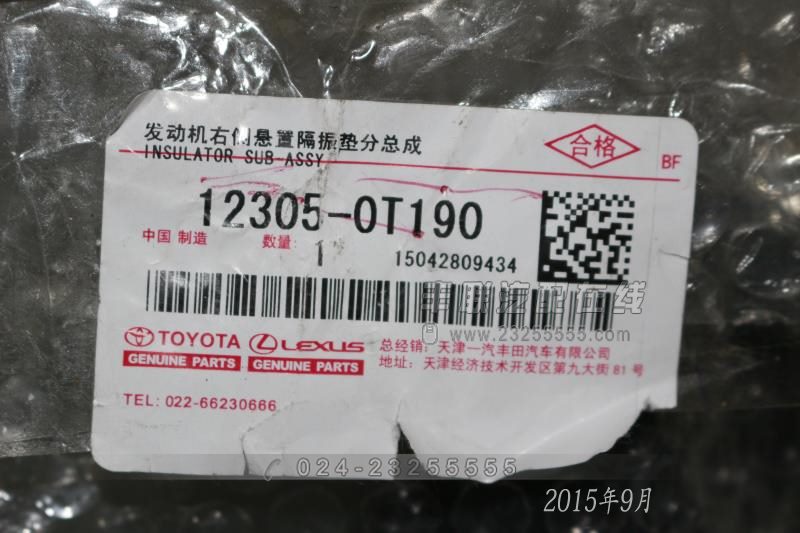 发动机右侧悬置隔振垫分总成
INSULATOR SUB-ASSY
合格
BF
12305-0T190
中国 制造 数量: 1 15042809434
www.23255555.com
TOYOTA LEXUS
GENUINE PARTS GENUINE PARTS
总经销: 天津一汽丰田汽车有限公司
地址: 天津经济技术开发区第九大街 81 号
TEL: 022-66230666
024-23255555
2015年9月